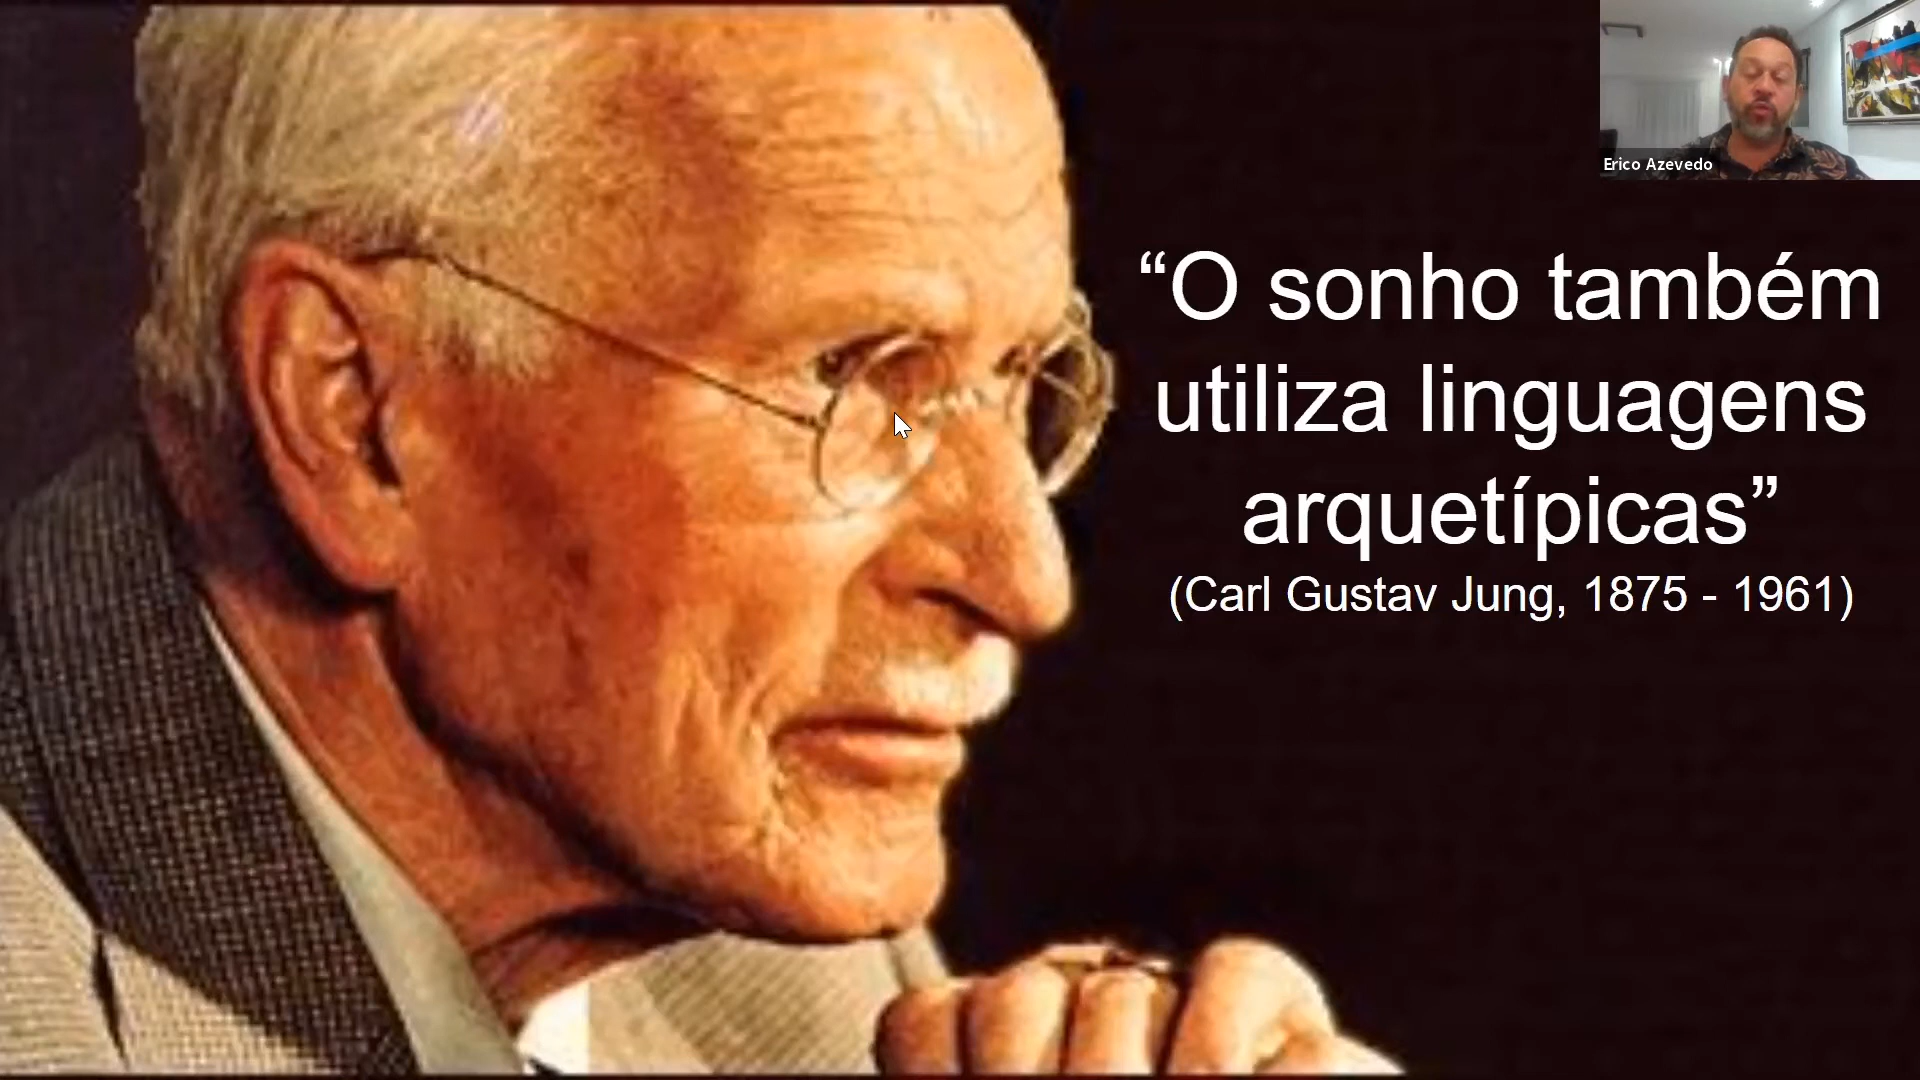 Erico Azevedo
“O sonho também
utiliza linguagens
arquetípicas”
(Carl Gustav Jung, 1875 - 1961)